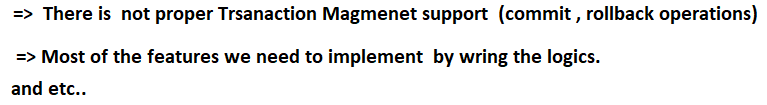 => There is not proper Trsanaction Magmenet support (commit , rollback operations)
=> Most of the features we need to implement by wring the logics.
and etc..